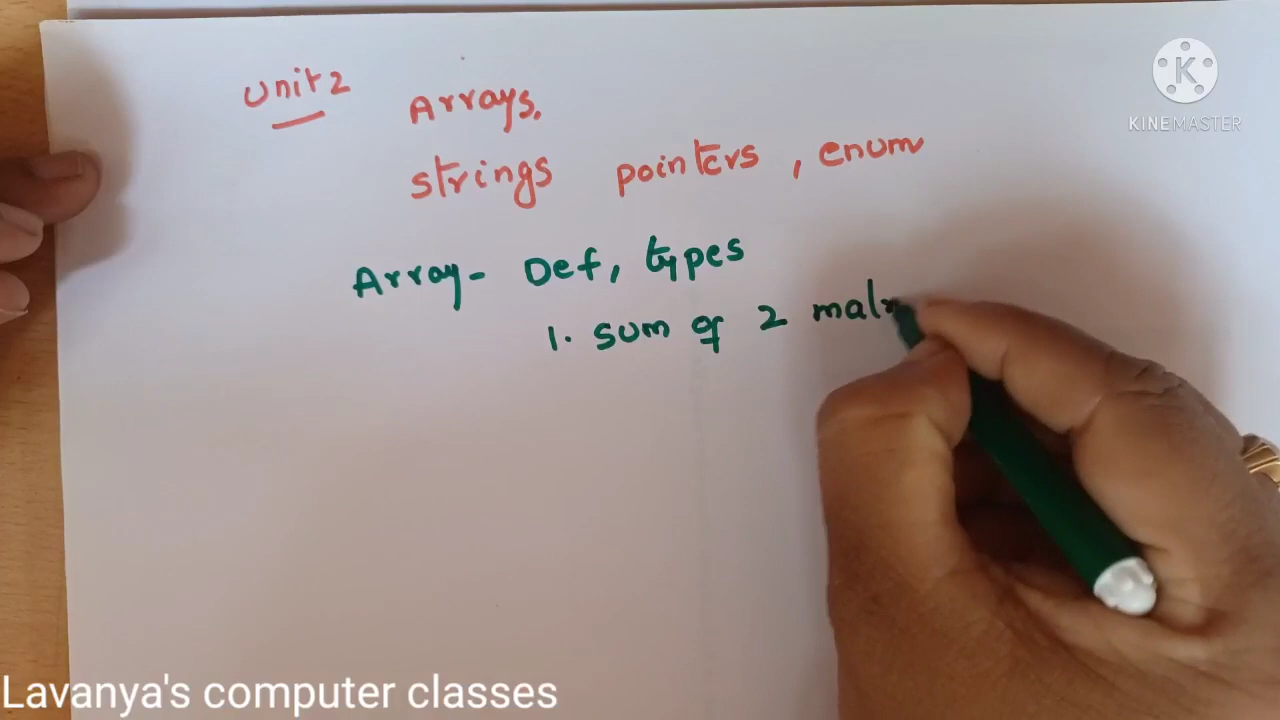 Unit 2
Arrays.
strings pointers, enum
Array- Def, types
1. sum of 2
K
KINEMASTER
Lavanya's computer classes